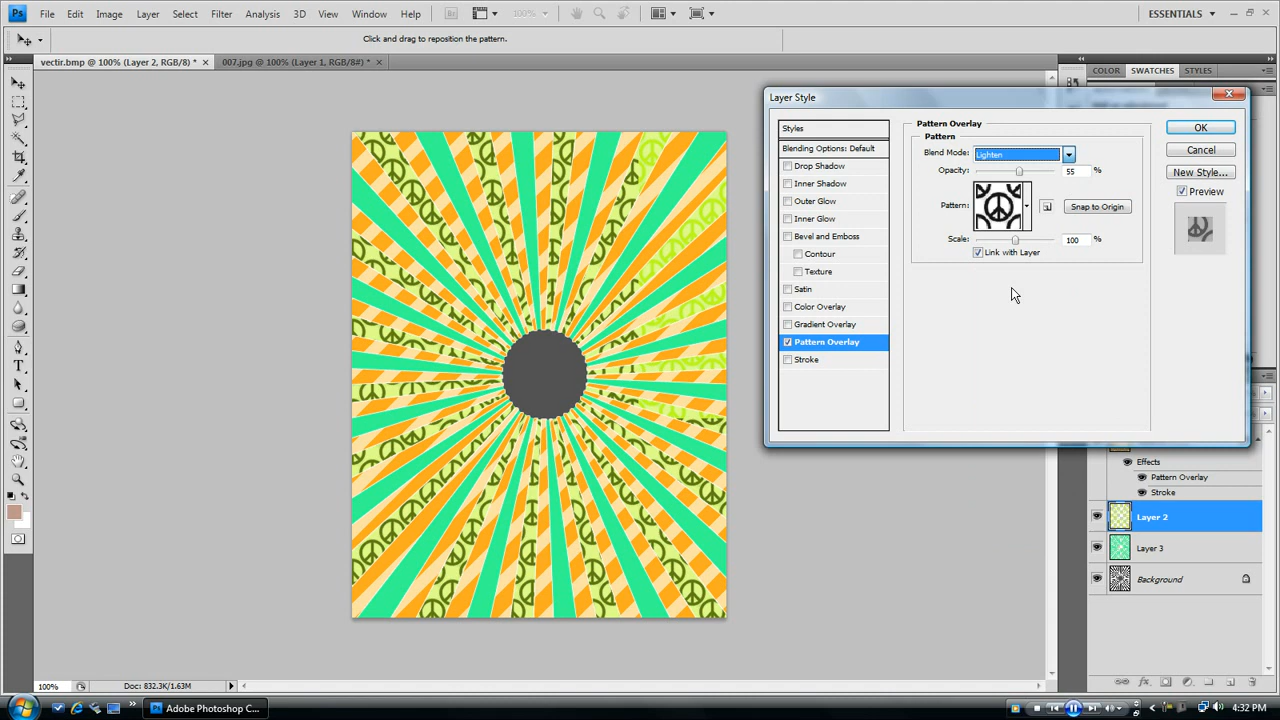 Ps File Edit Image Layer Select Filter Analysis 3D View Window Help Br 100% ESSENTIALS
Click and drag to reposition the pattern.
vectir.bmp @ 100% (Layer 2, RGB/8) * 007.jpg @ 100% (Layer 1, RGB/8#) *
COLOR SWATCHES STYLES
Layer Style
Styles
Blending Options: Default
Drop Shadow
Inner Shadow
Outer Glow
Inner Glow
Bevel and Emboss
Contour
Texture
Satin
Color Overlay
Gradient Overlay
Pattern Overlay
Stroke
Pattern Overlay
Pattern
Blend Mode: Lighten
Opacity: 55 %
Pattern: Snap to Origin
Scale: 100 %
Link with Layer
OK
Cancel
New Style...
Preview
Effects
Pattern Overlay
Stroke
Layer 2
Layer 3
Background
100% Doc: 832.3K/1.63M
Ps Adobe Photoshop C... 4:32 PM